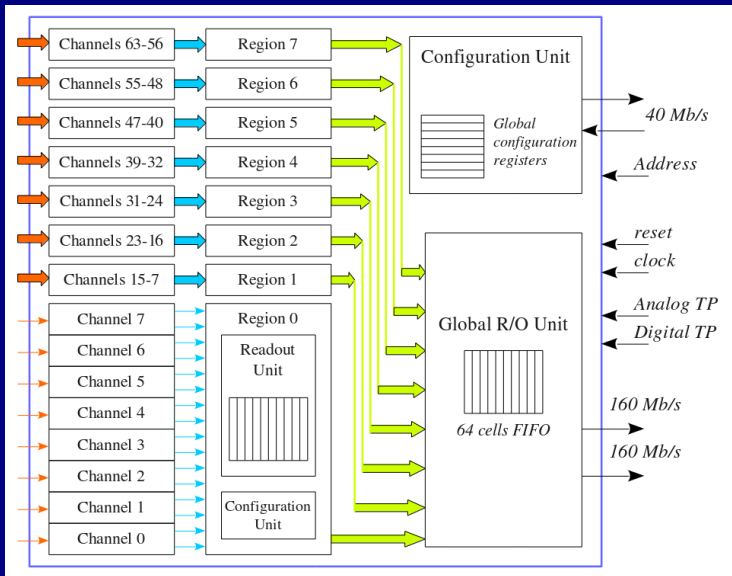 Channels 63-56
Region 7
Channels 55-48
Region 6
Channels 47-40
Region 5
Channels 39-32
Region 4
Channels 31-24
Region 3
Channels 23-16
Region 2
Channels 15-7
Region 1
Channel 7
Channel 6
Channel 5
Channel 4
Channel 3
Channel 2
Channel 1
Channel 0
Region 0
Readout
Unit
Configuration
Unit
Configuration Unit
Global
configuration
registers
40 Mb/s
Address
Global R/O Unit
64 cells FIFO
reset
clock
Analog TP
Digital TP
160 Mb/s
160 Mb/s